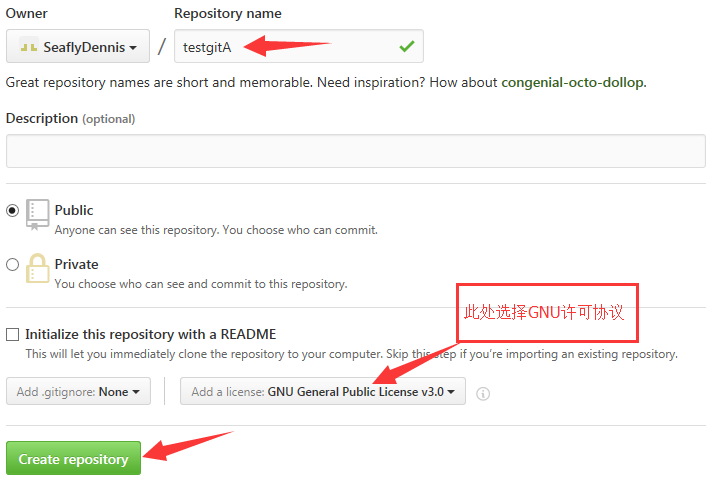 Owner Repository name
SeaflyDennis / testgitA
Great repository names are short and memorable. Need inspiration? How about congenial-octo-dollop.
Description (optional)
Public
Anyone can see this repository. You choose who can commit.
Private
You choose who can see and commit to this repository.
此处选择GNU许可协议
Initialize this repository with a README
This will let you immediately clone the repository to your computer. Skip this step if you're importing an existing repository.
Add .gitignore: None Add a license: GNU General Public License v3.0
Create repository